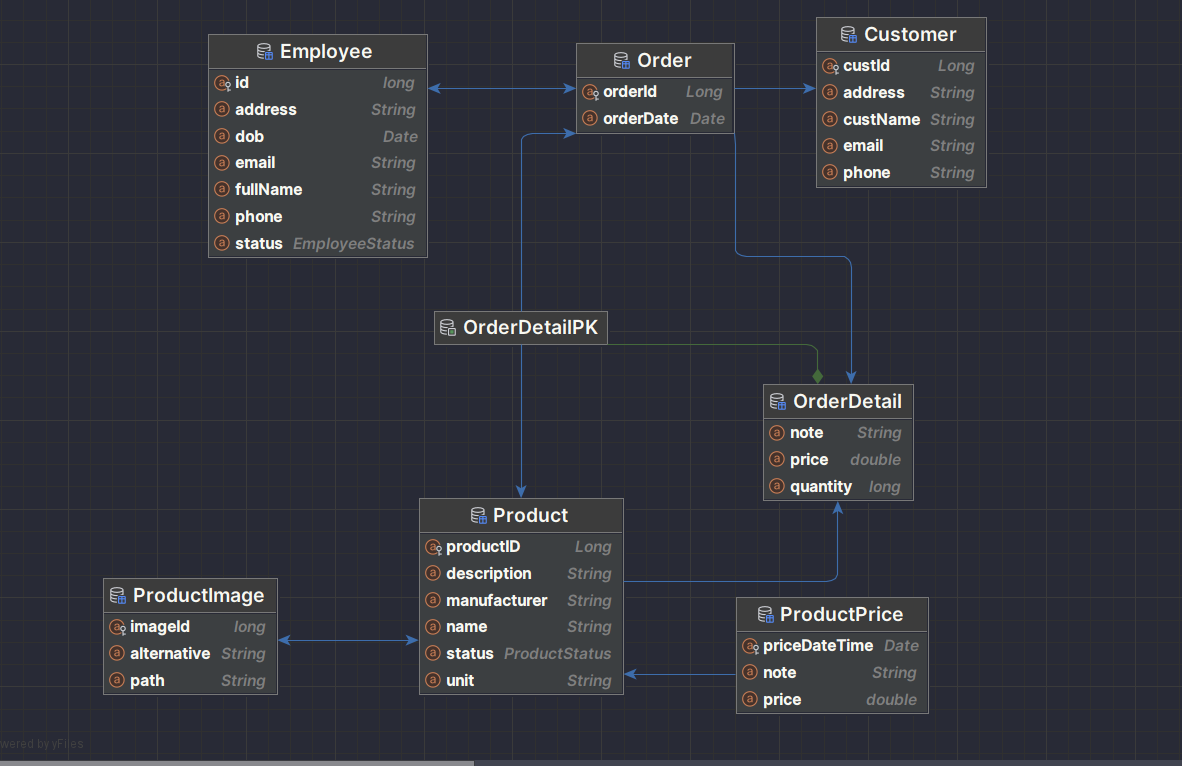 Employee
id long
address String
dob Date
email String
fullName String
phone String
status EmployeeStatus
Order
orderId Long
orderDate Date
Customer
custId Long
address String
custName String
email String
phone String
OrderDetailPK
OrderDetail
note String
price double
quantity long
Product
productID Long
description String
manufacturer String
name String
status ProductStatus
unit String
ProductImage
imageId long
alternative String
path String
ProductPrice
priceDateTime Date
note String
price double
wered by yFiles